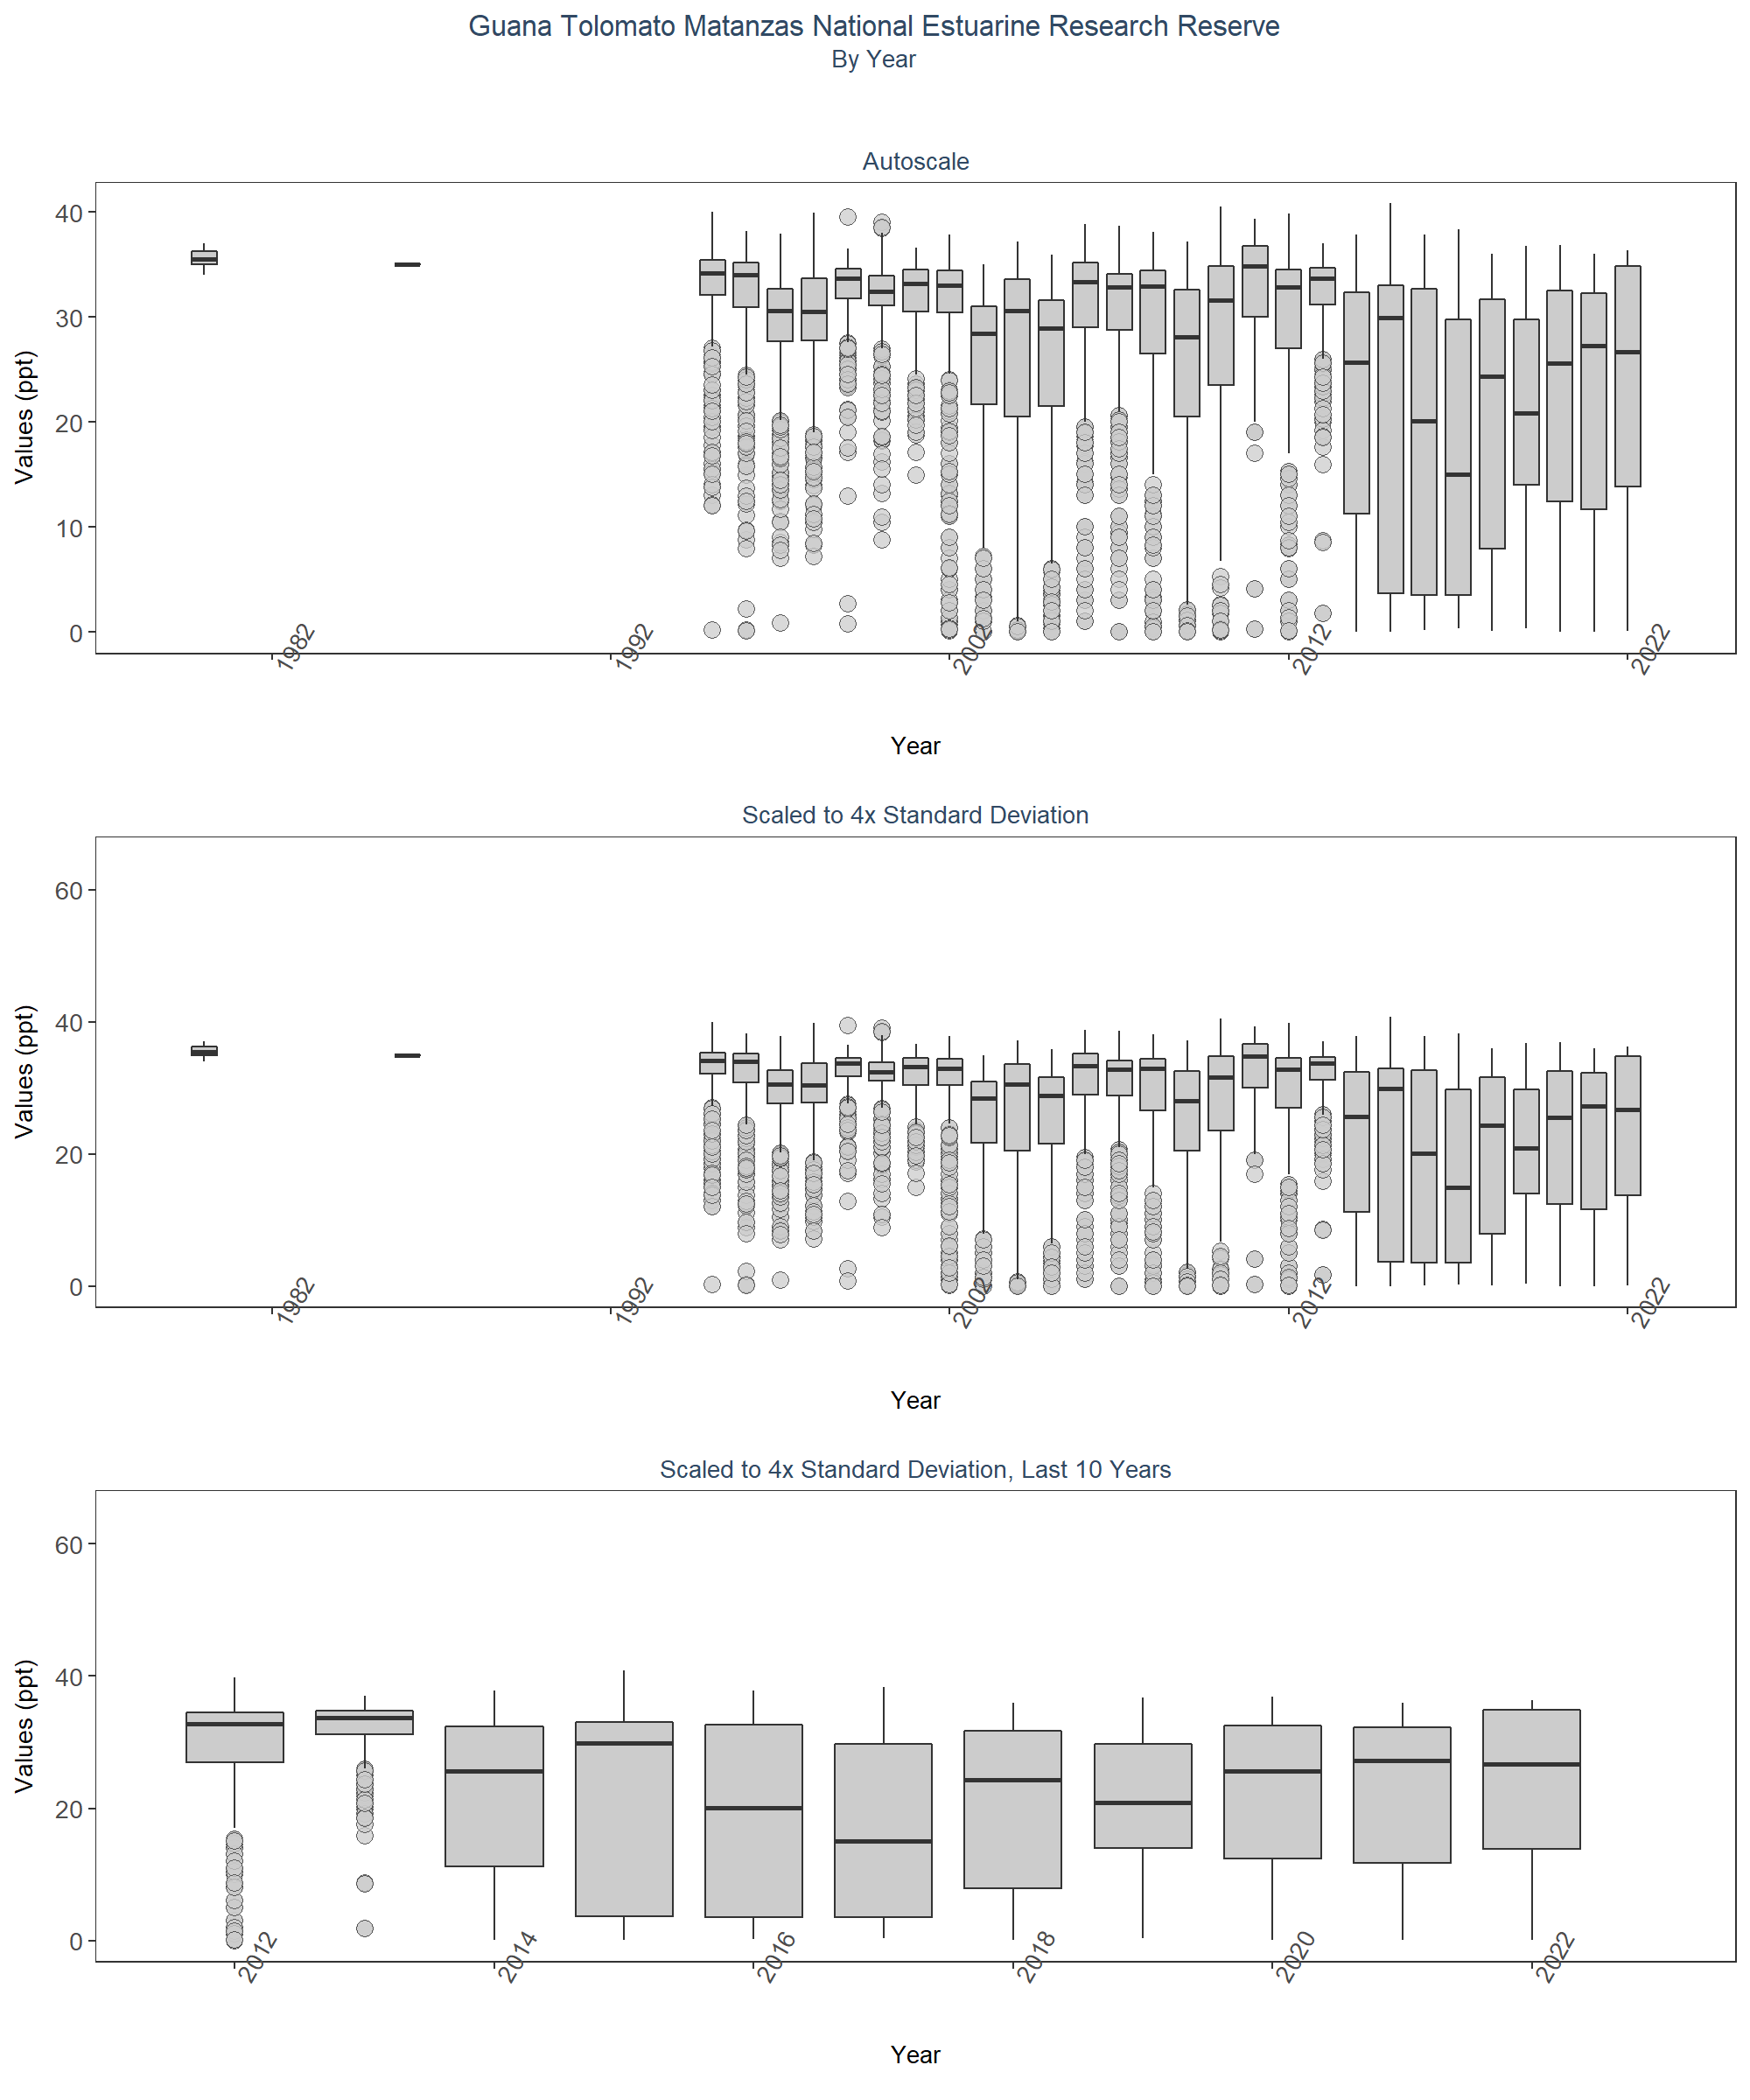 Guana Tolomato Matanzas National Estuarine Research Reserve
By Year
Autoscale
Values (ppt)
40
30
20
10
0
1982
1992
2002
2012
2022
Year
Scaled to 4x Standard Deviation
Values (ppt)
60
40
20
0
1982
1992
2002
2012
2022
Year
Scaled to 4x Standard Deviation, Last 10 Years
Values (ppt)
60
40
20
0
2012
2014
2016
2018
2020
2022
Year